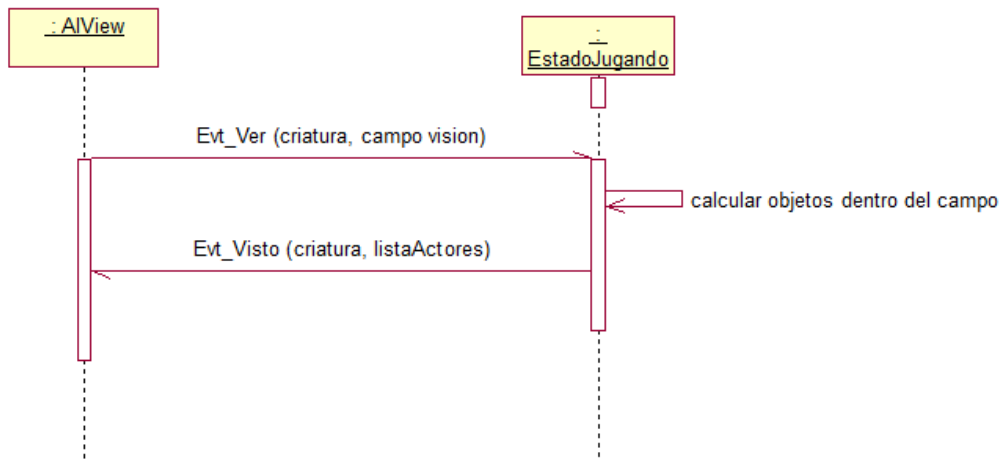 : AIView
:
EstadoJugando
Evt_Ver (criatura, campo vision)
calcular objetos dentro del campo
Evt_Visto (criatura, listaActores)